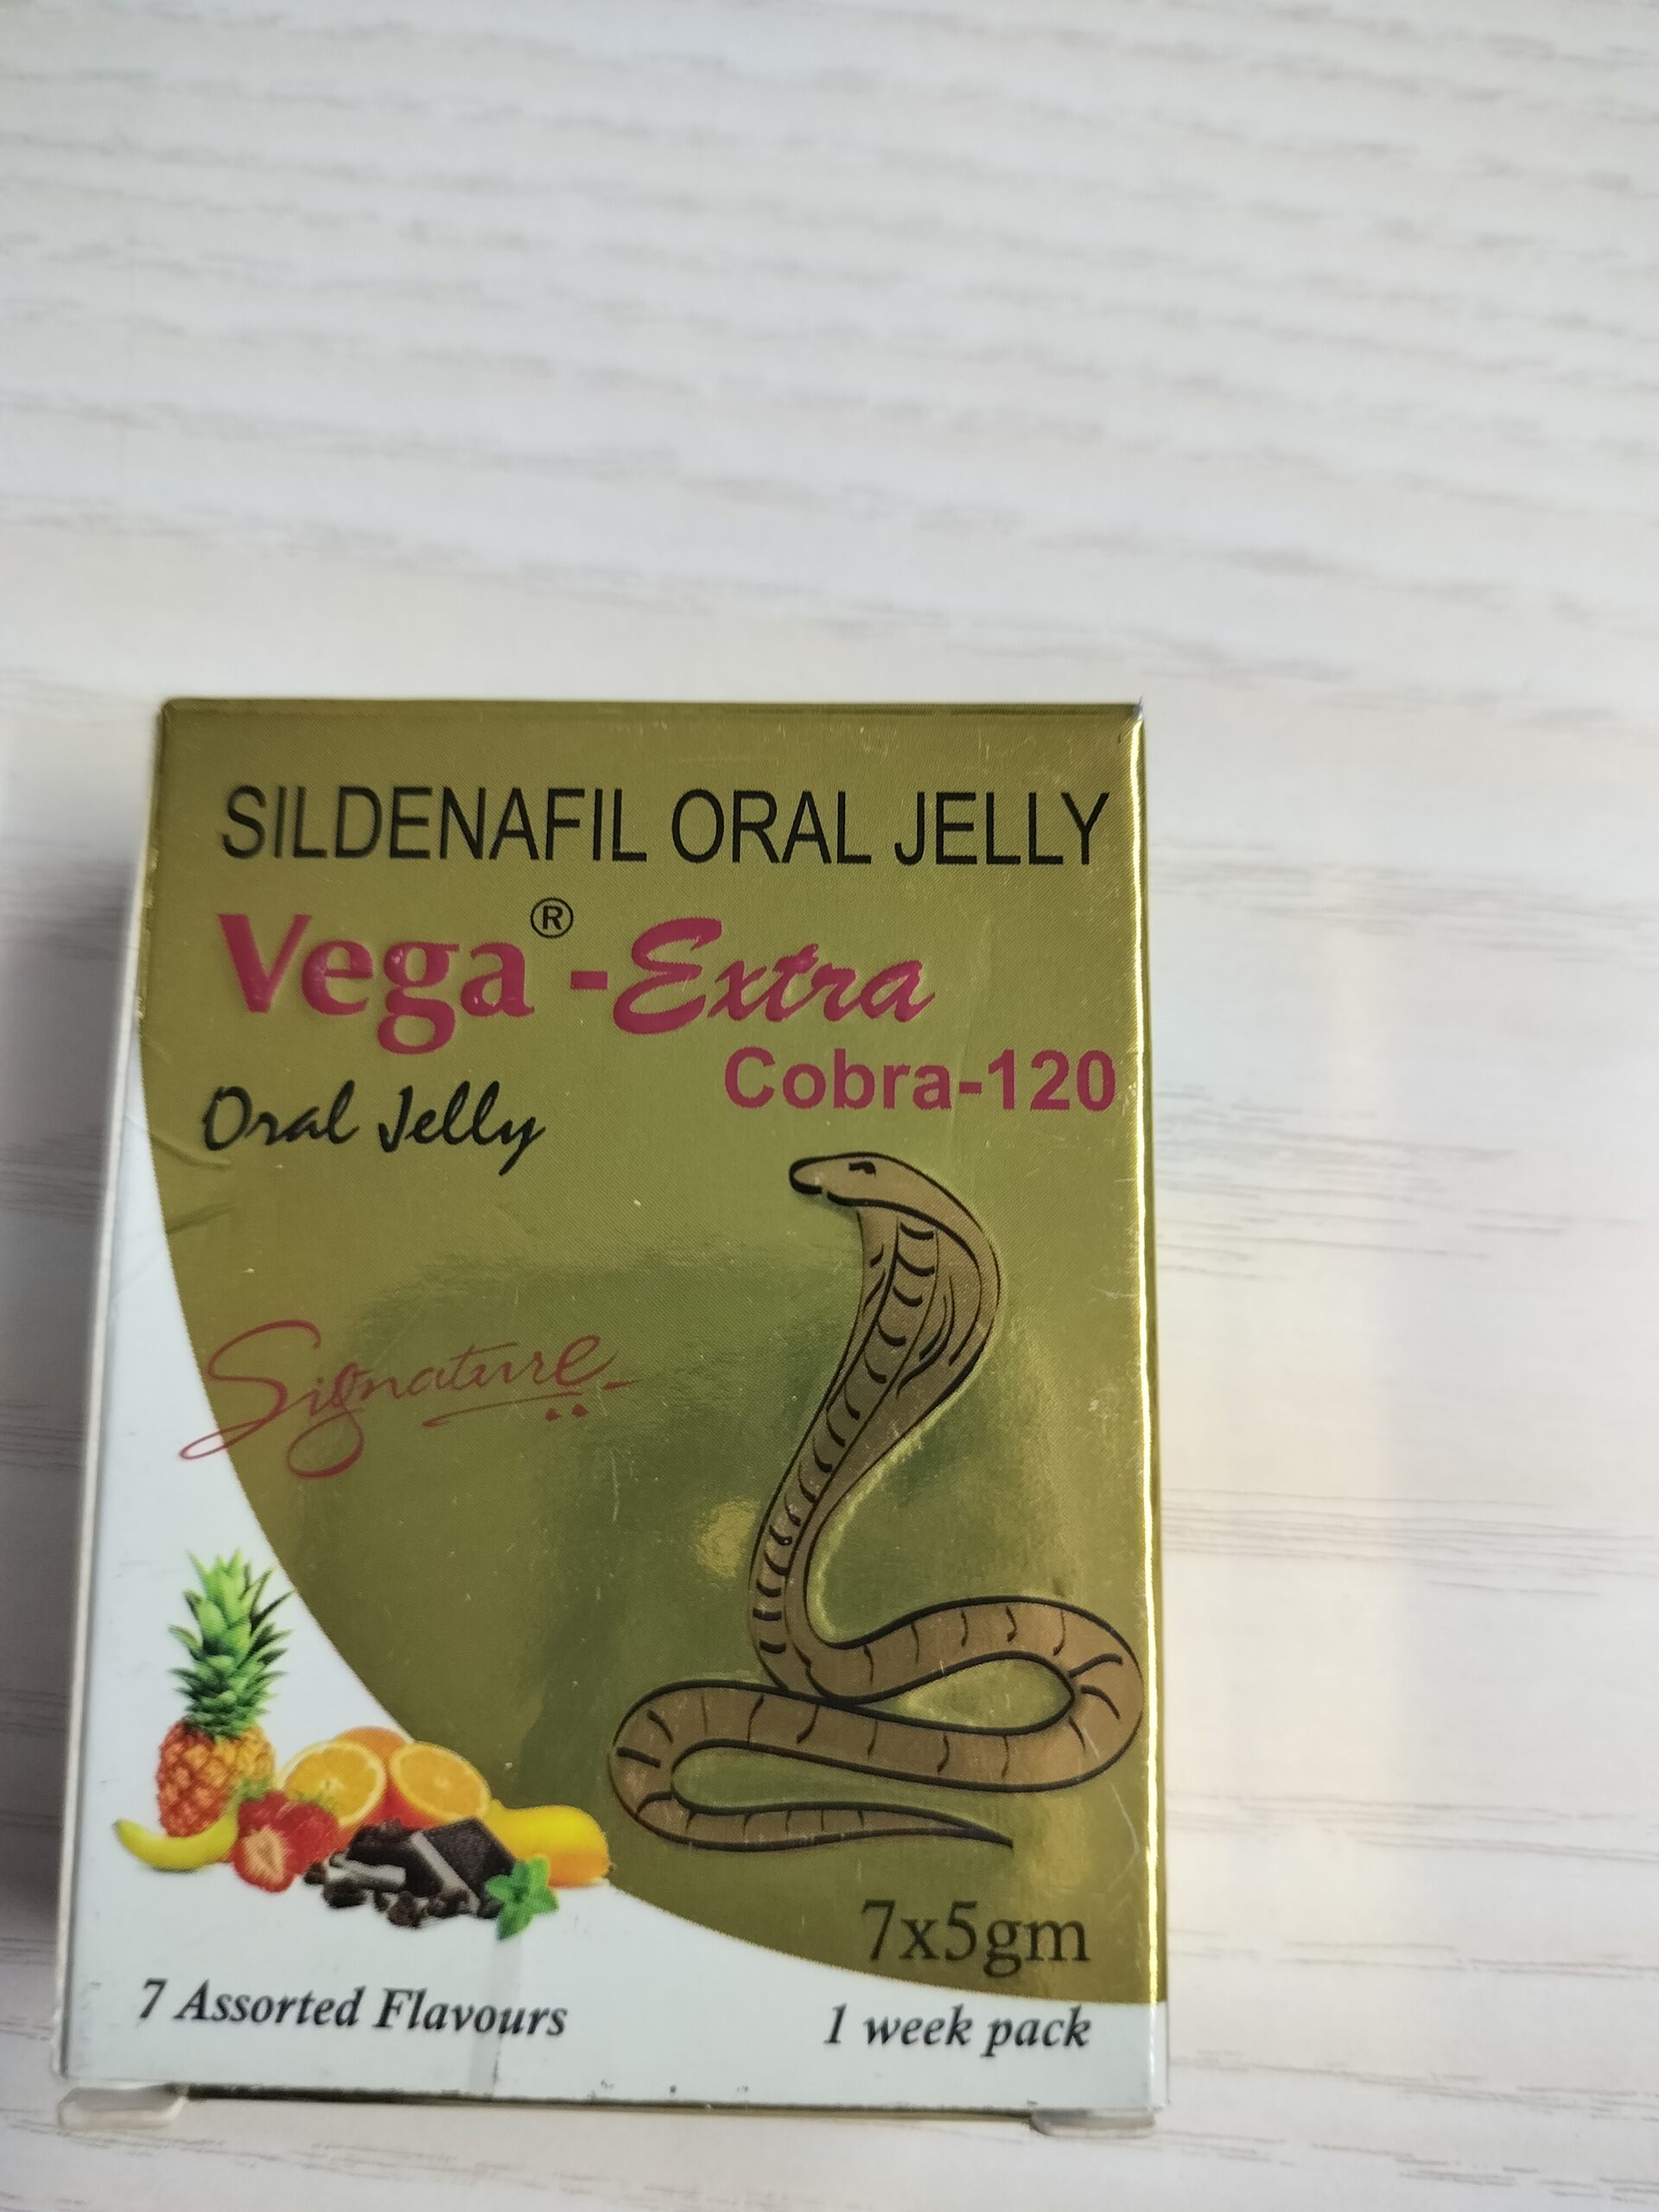 SILDENAFIL ORAL JELLY
Vega®-Extra
Cobra-120
Oral Jelly
Signature
7x5gm
7 Assorted Flavours
1 week pack